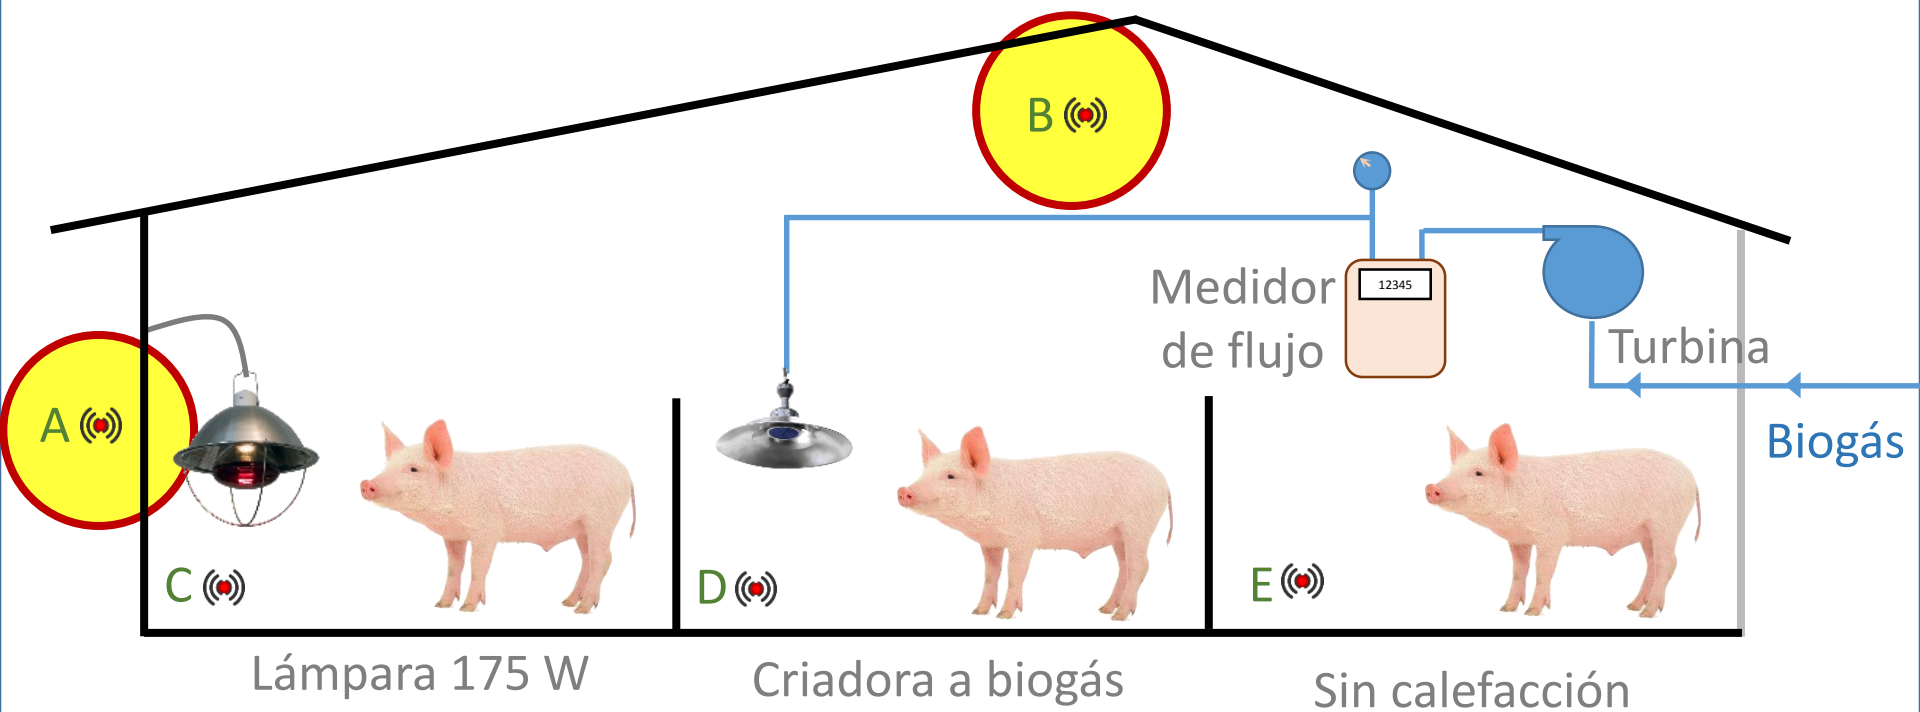 B
Medidor
de flujo
12345
Turbina
A
Biogás
C
D
E
Lámpara 175 W
Criadora a biogás
Sin calefacción